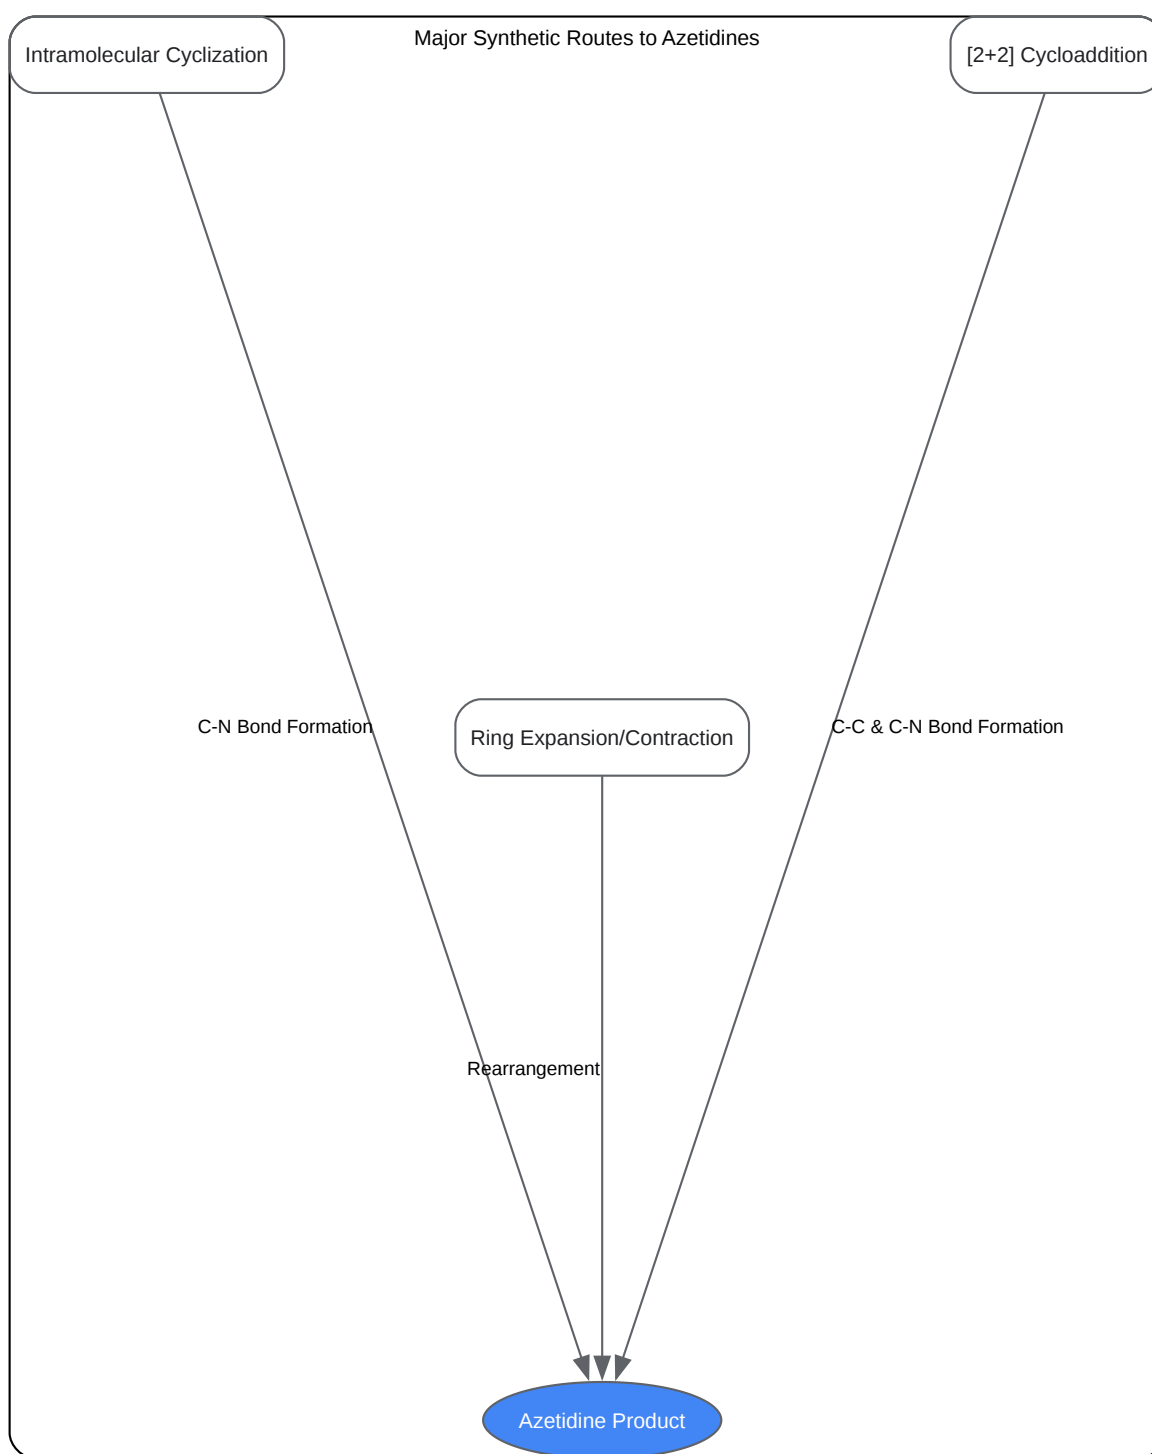 Major Synthetic Routes to Azetidines
Intramolecular Cyclization
[2+2] Cycloaddition
C-N Bond Formation
Ring Expansion/Contraction
C-C & C-N Bond Formation
Rearrangement
Azetidine Product